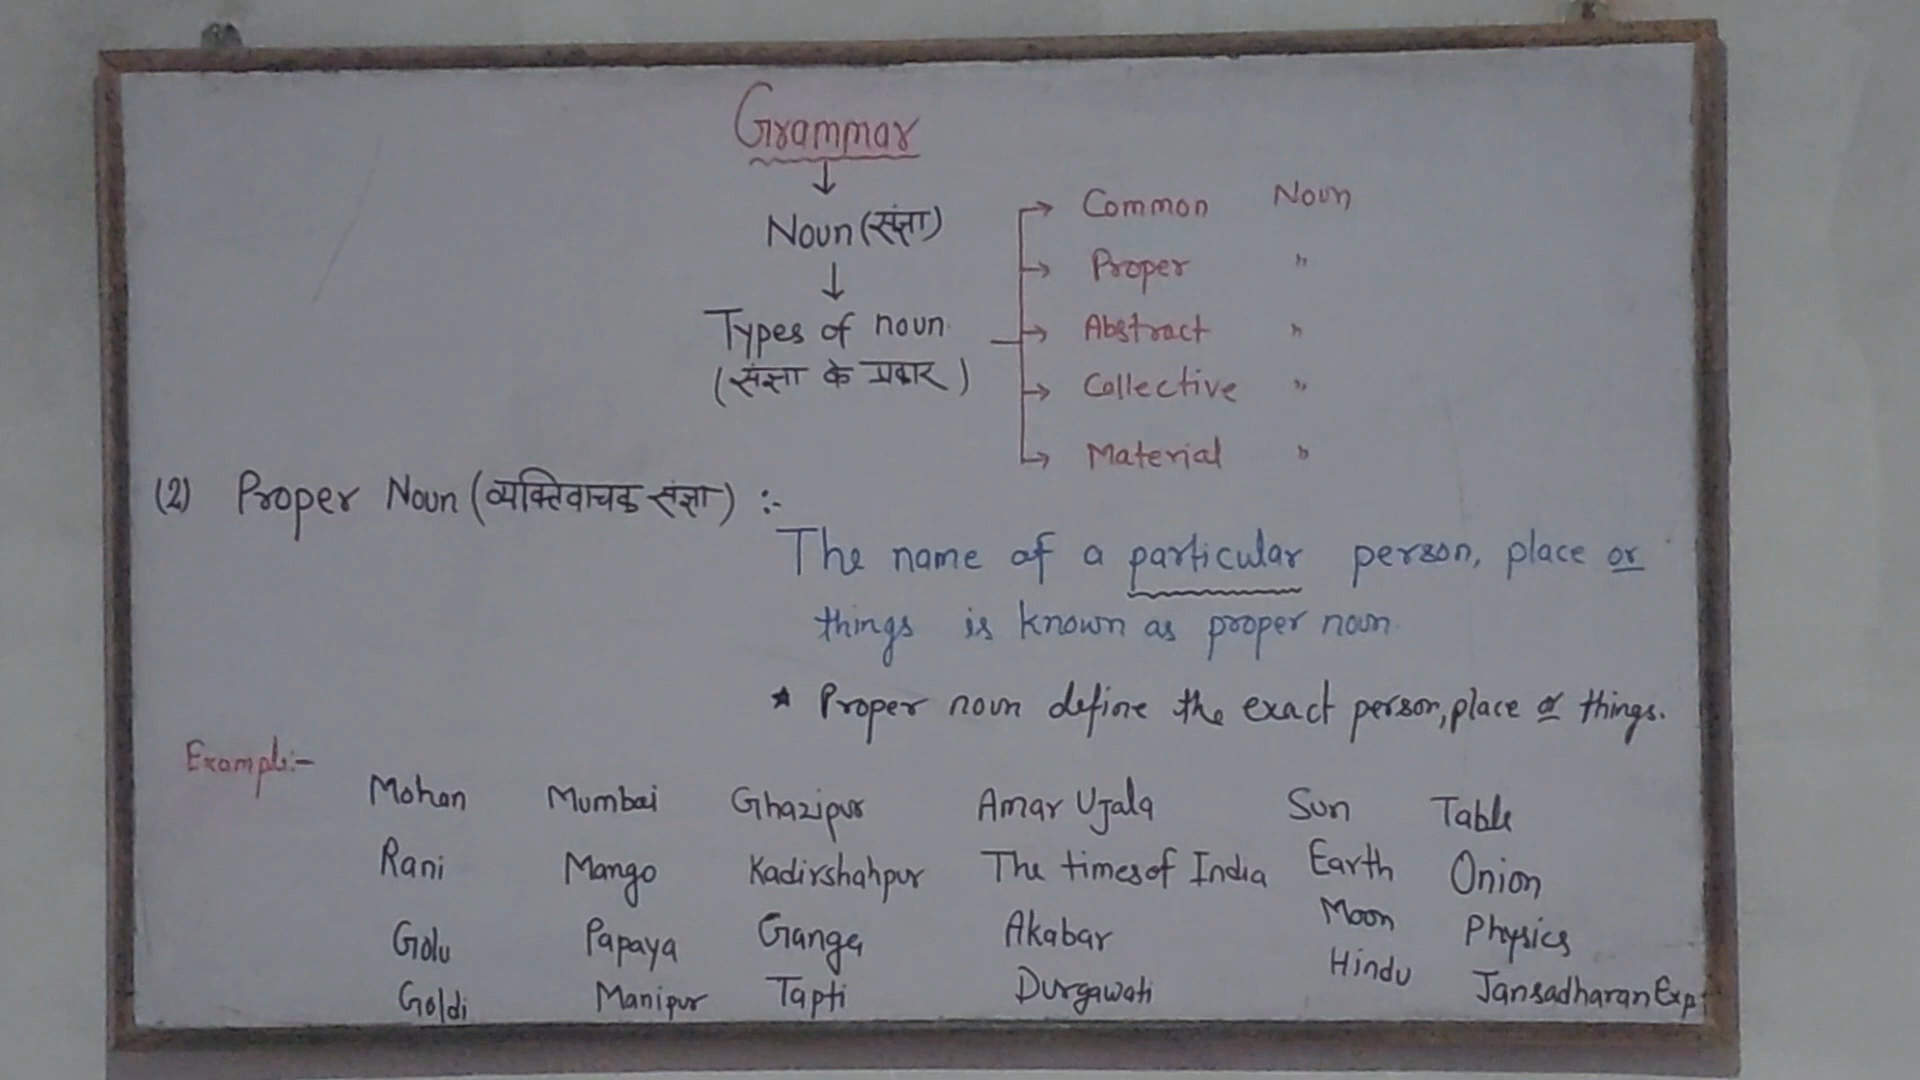 Grammar
Noun (संज्ञा)
Types of noun
(संज्ञा के प्रकार)
Common Noun
Proper "
Abstract "
Collective "
Material "
(2) Proper Noun (व्यक्तिवाचक संज्ञा) :-
The name of a particular person, place or
things is known as proper noun.
* Proper noun define the exact person, place or things.
Example:-
Mohan Mumbai Ghazipur Amar Ujala Sun Table
Rani Mango Kadirshahpur The times of India Earth Onion
Golu Papaya Ganga Akabar Moon Physics
Goldi Manipur Tapti Durgawati Hindu Jansadharan Exp